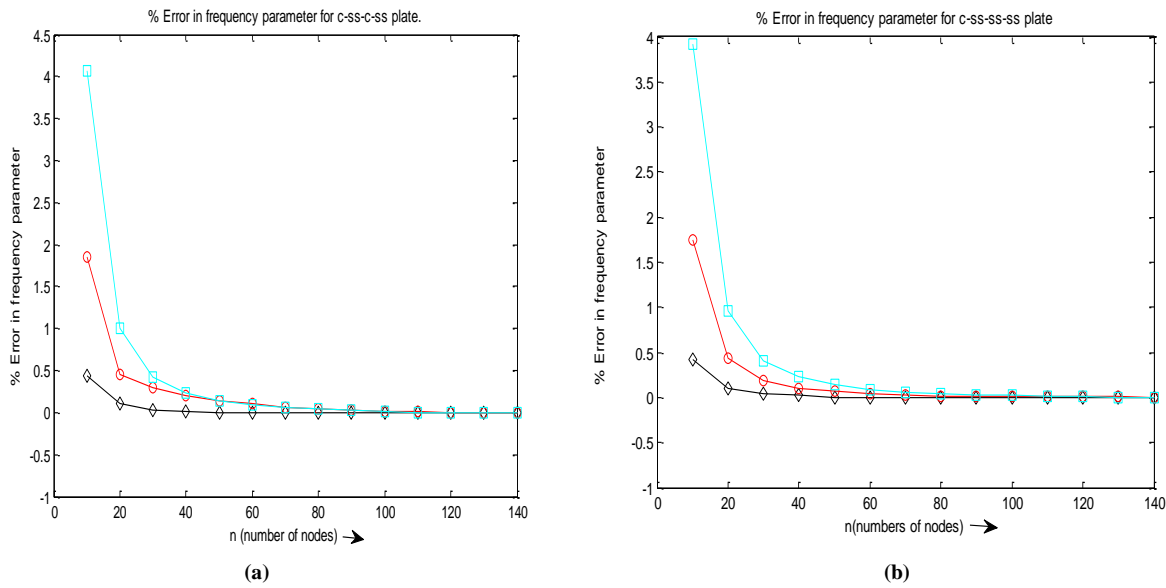 % Error in frequency parameter for c-ss-c-ss plate.
4.5
4
3.5
3
2.5
2
1.5
1
0.5
0
-0.5
-1
% Error in frequency parameter
0 20 40 60 80 100 120 140
n (number of nodes)
(a)
% Error in frequency parameter for c-ss-ss-ss plate
4
3.5
3
2.5
2
1.5
1
0.5
0
-0.5
-1
% Error in frequency parameter
0 20 40 60 80 100 120 140
n(numbers of nodes)
(b)